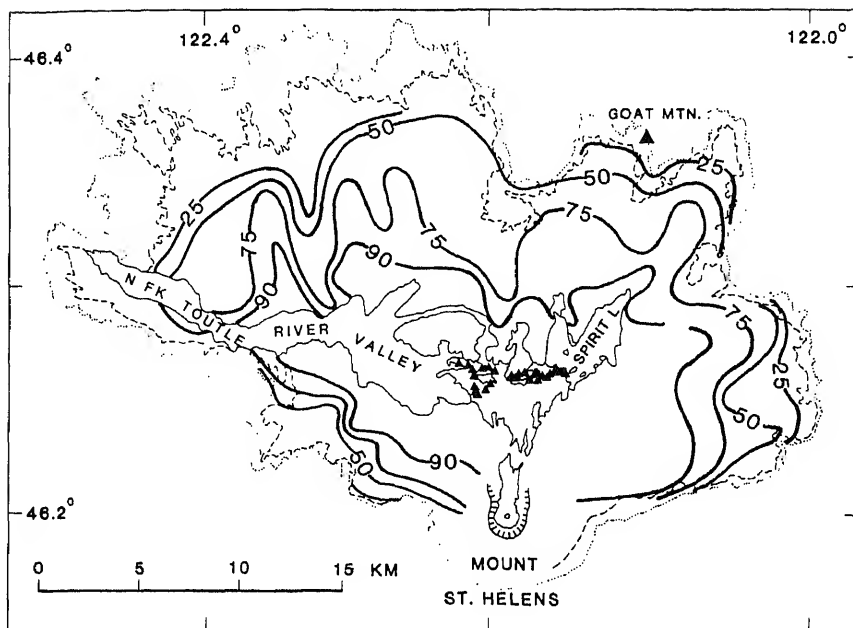 122.4°
122.0°
46.4°
GOAT MTN.
50
25
50
75
25
75
75
90
90
N FK TOUTLE
RIVER
VALLEY
SPIRIT L.
75
25
50
50
90
46.2°
0 5 10 15 KM
MOUNT
ST. HELENS